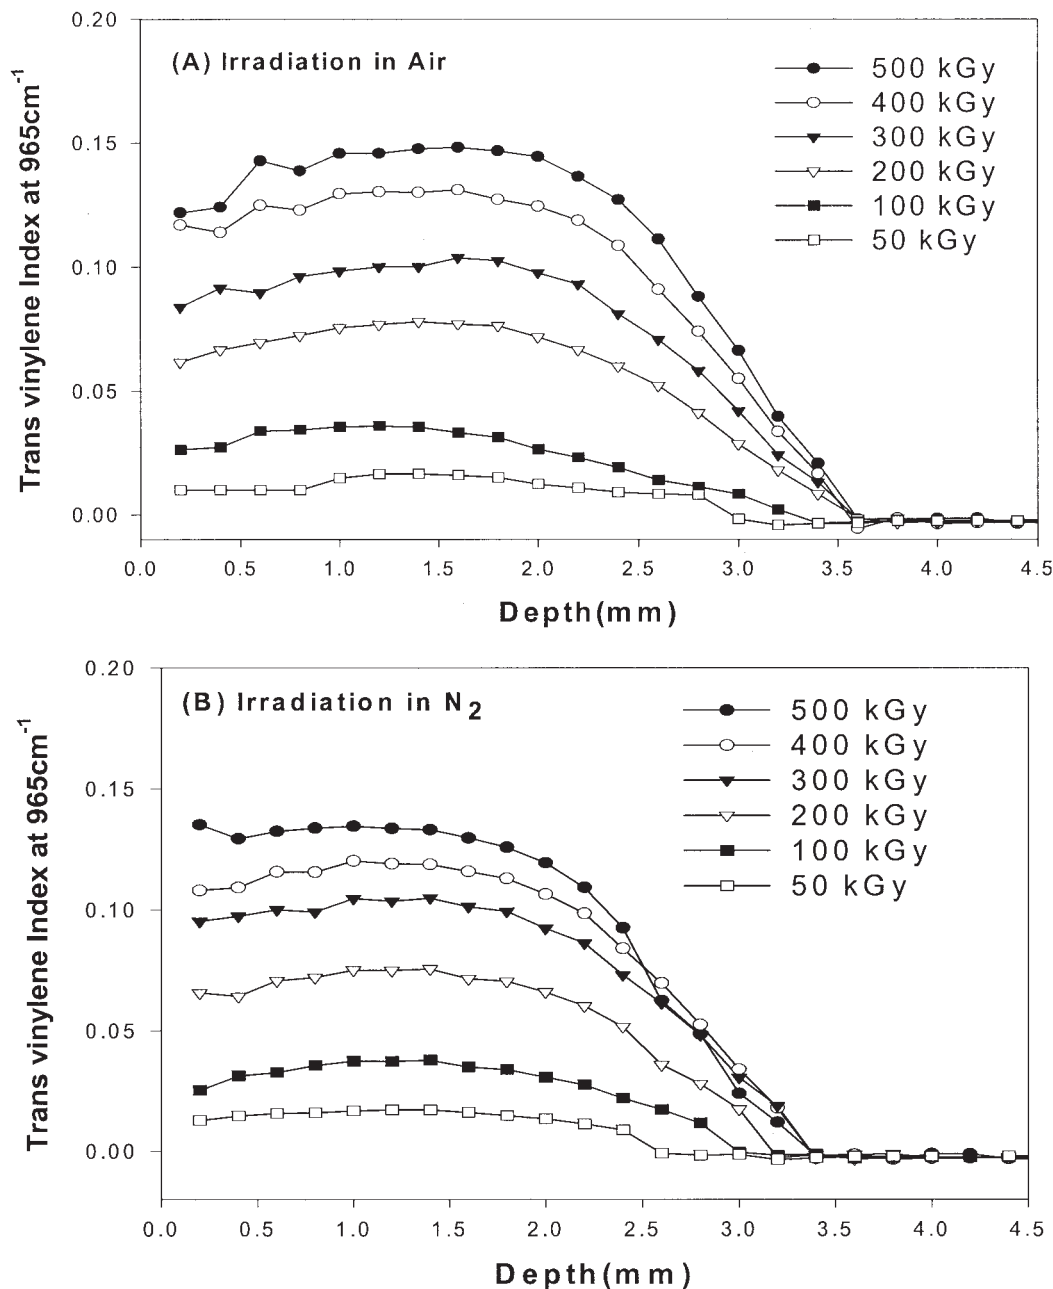 (A) Irradiation in Air
500 kGy
400 kGy
300 kGy
200 kGy
100 kGy
50 kGy
Trans vinylene Index at 965cm⁻¹
0.20
0.15
0.10
0.05
0.00
0.0 0.5 1.0 1.5 2.0 2.5 3.0 3.5 4.0 4.5
Depth(mm)
(B) Irradiation in N₂
500 kGy
400 kGy
300 kGy
200 kGy
100 kGy
50 kGy
Trans vinylene Index at 965cm⁻¹
0.20
0.15
0.10
0.05
0.00
0.0 0.5 1.0 1.5 2.0 2.5 3.0 3.5 4.0 4.5
Depth(mm)